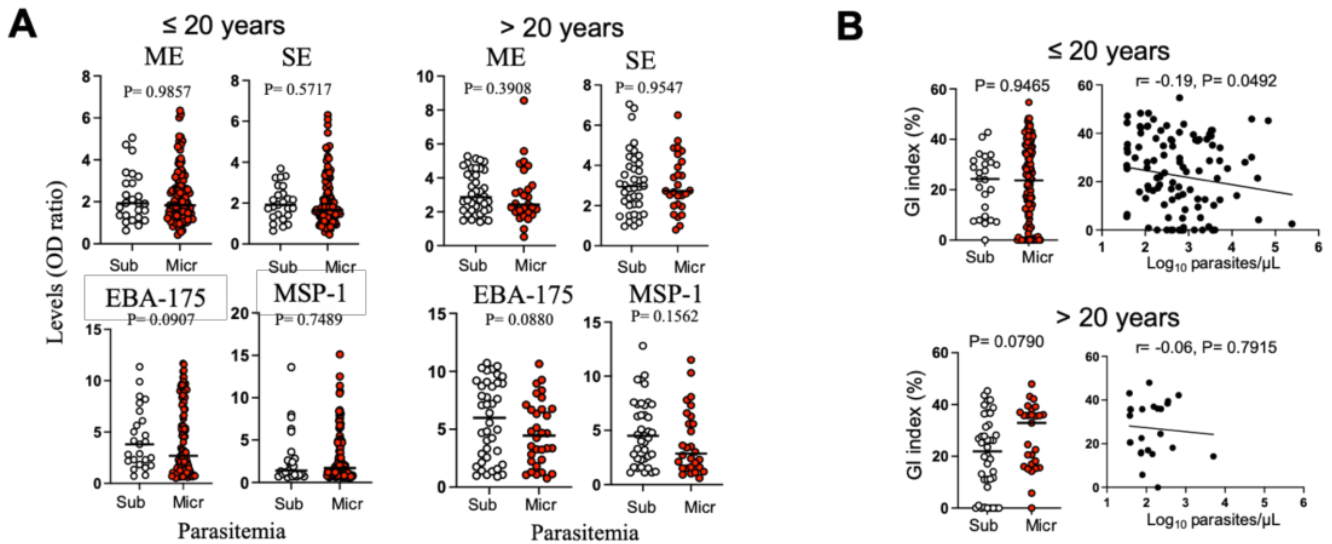 A
≤ 20 years
> 20 years
ME
SE
ME
SE
P= 0.9857
P= 0.5717
P= 0.3908
P= 0.9547
8
6
4
2
0
8
6
4
2
0
10
8
6
4
2
0
8
6
4
2
0
Sub Micr
Sub Micr
Sub Micr
Sub Micr
Levels (OD ratio)
EBA-175
MSP-1
EBA-175
MSP-1
P= 0.0907
P= 0.7489
P= 0.0880
P= 0.1562
15
10
5
0
20
15
10
5
0
15
10
5
0
15
10
5
0
Sub Micr
Sub Micr
Sub Micr
Sub Micr
Parasitemia
Parasitemia
B
≤ 20 years
P= 0.9465
r= -0.19, P= 0.0492
GI index (%)
60
40
20
0
60
40
20
0
Sub Micr
1 2 3 4 5 6
Log10 parasites/µL
> 20 years
P= 0.0790
r= -0.06, P= 0.7915
GI index (%)
60
40
20
0
60
40
20
0
Sub Micr
1 2 3 4 5 6
Log10 parasites/µL